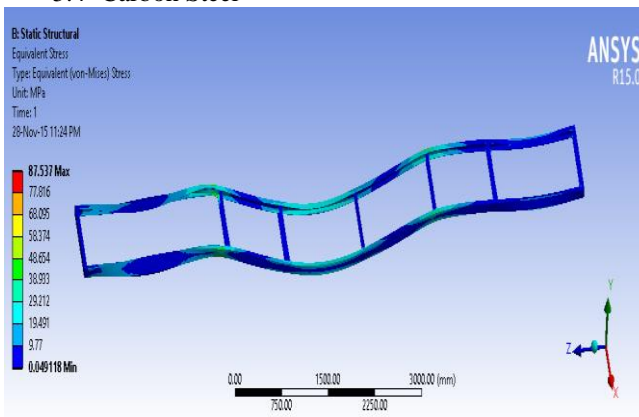 B: Static Structural
Equivalent Stress
Type: Equivalent (von-Mises) Stress
Unit: MPa
Time: 1
28-Nov-15 11:24 PM
87.537 Max
77.816
68.095
58.374
48.654
38.933
29.212
19.491
9.77
0.049118 Min
ANSYS
R15.0
Y
Z
X
0.00 1500.00 3000.00 (mm)
750.00 2250.00